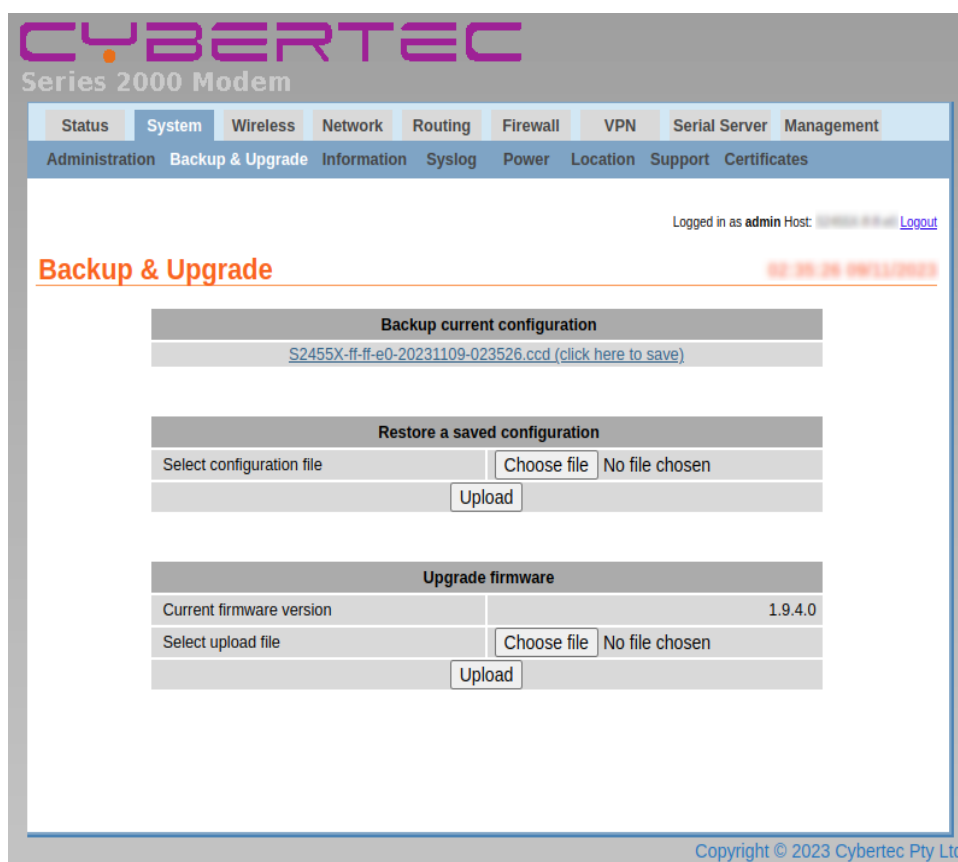 CYBERTEC
Series 2000 Modem
Status System Wireless Network Routing Firewall VPN Serial Server Management
Administration Backup & Upgrade Information Syslog Power Location Support Certificates
Logged in as admin Host: Logout
Backup & Upgrade
Backup current configuration
S2455X-ff-ff-e0-20231109-023526.ccd (click here to save)
Restore a saved configuration
Select configuration file Choose file No file chosen
Upload
Upgrade firmware
Current firmware version 1.9.4.0
Select upload file Choose file No file chosen
Upload
Copyright © 2023 Cybertec Pty Ltd